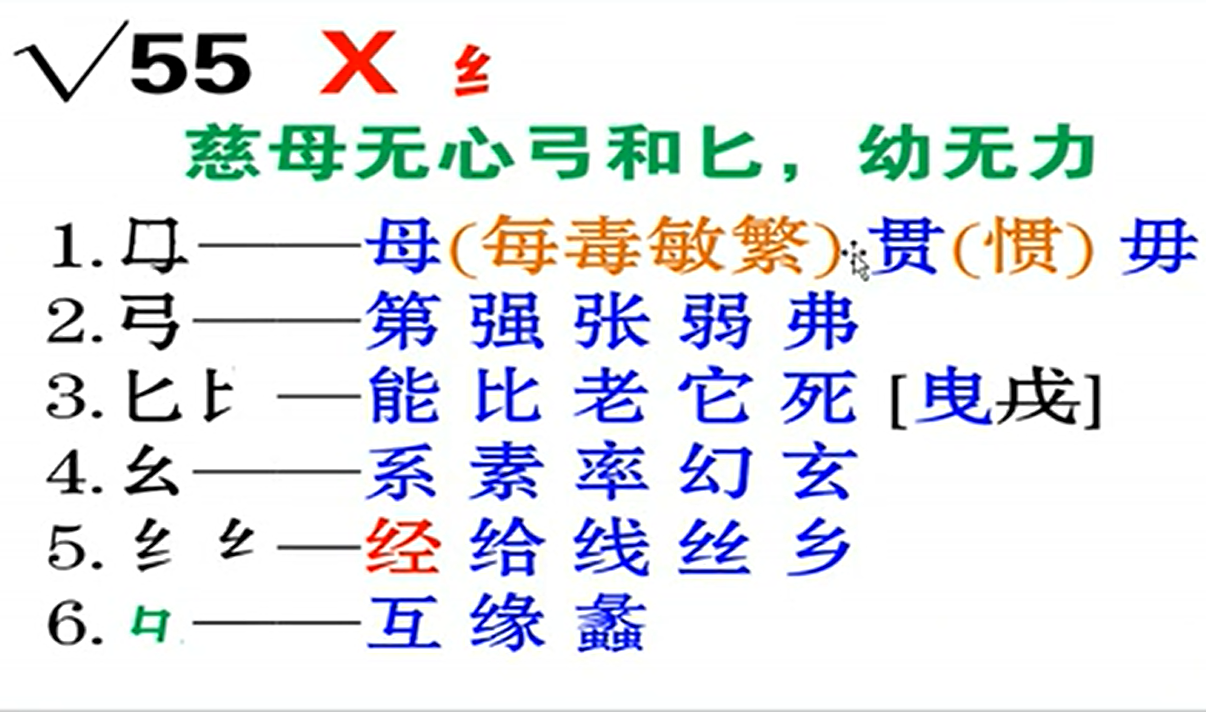 √55 X 纟
慈母无心弓和匕，幼无力
1. 𠃜——母(每毒敏繁) 贯(惯) 毋
2. 弓——第 强 张 弱 弗
3. 匕 ⺊—能 比 老 它 死 [曳戌]
4. 幺——系 素 率 幻 玄
5. 纟 乡—经 给 线 丝 乡
6. 彑——互 缘 蠡